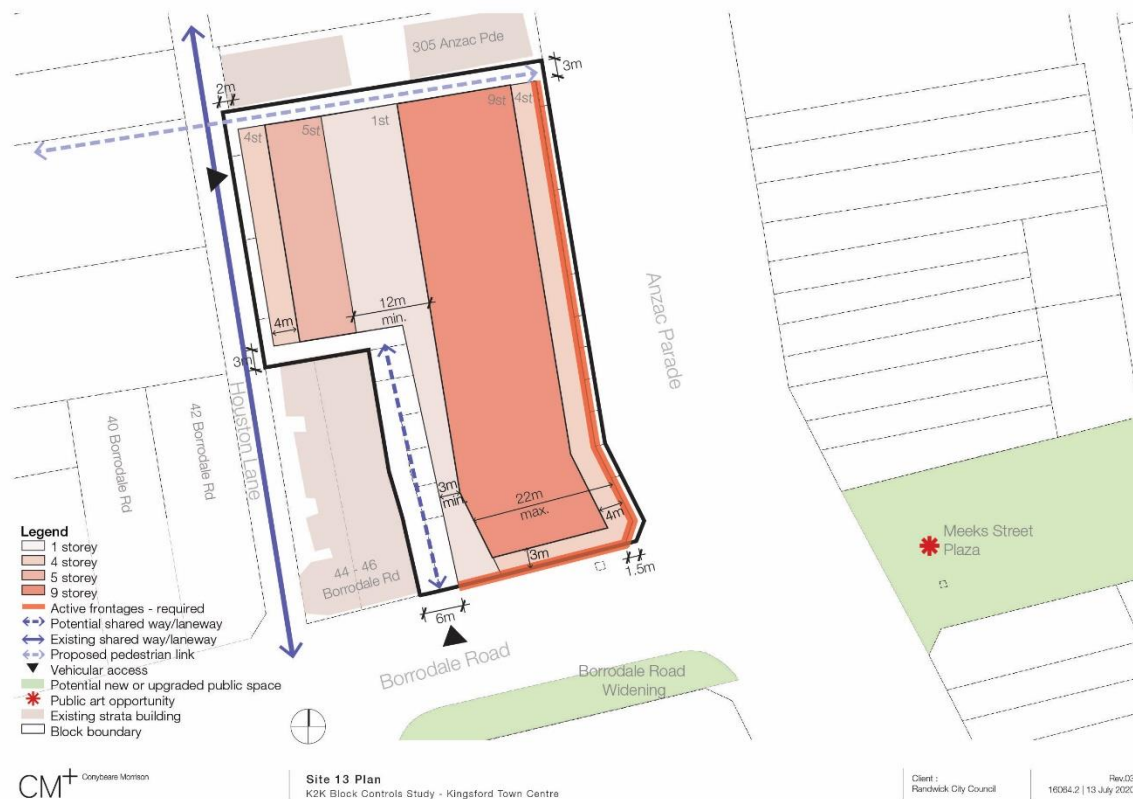 305 Anzac Pde
3m
2m
4st
5st
1st
9st
4st
12m
min.
4m
3m
Anzac Parade
Houston Lane
40 Borrodale Rd
42 Borrodale Rd
3m
min.
22m
max.
4m
3m
1.5m
44 - 46
Borrodale Rd
6m
Borrodale Road
Borrodale Road
Widening
Meeks Street
Plaza
Legend
1 storey
4 storey
5 storey
9 storey
Active frontages - required
Potential shared way/laneway
Existing shared way/laneway
Proposed pedestrian link
Vehicular access
Potential new or upgraded public space
Public art opportunity
Existing strata building
Block boundary
CM+ Conybeare Morrison
Site 13 Plan
K2K Block Controls Study - Kingsford Town Centre
Client :
Randwick City Council
Rev.03
16064.2 | 13 July 2020